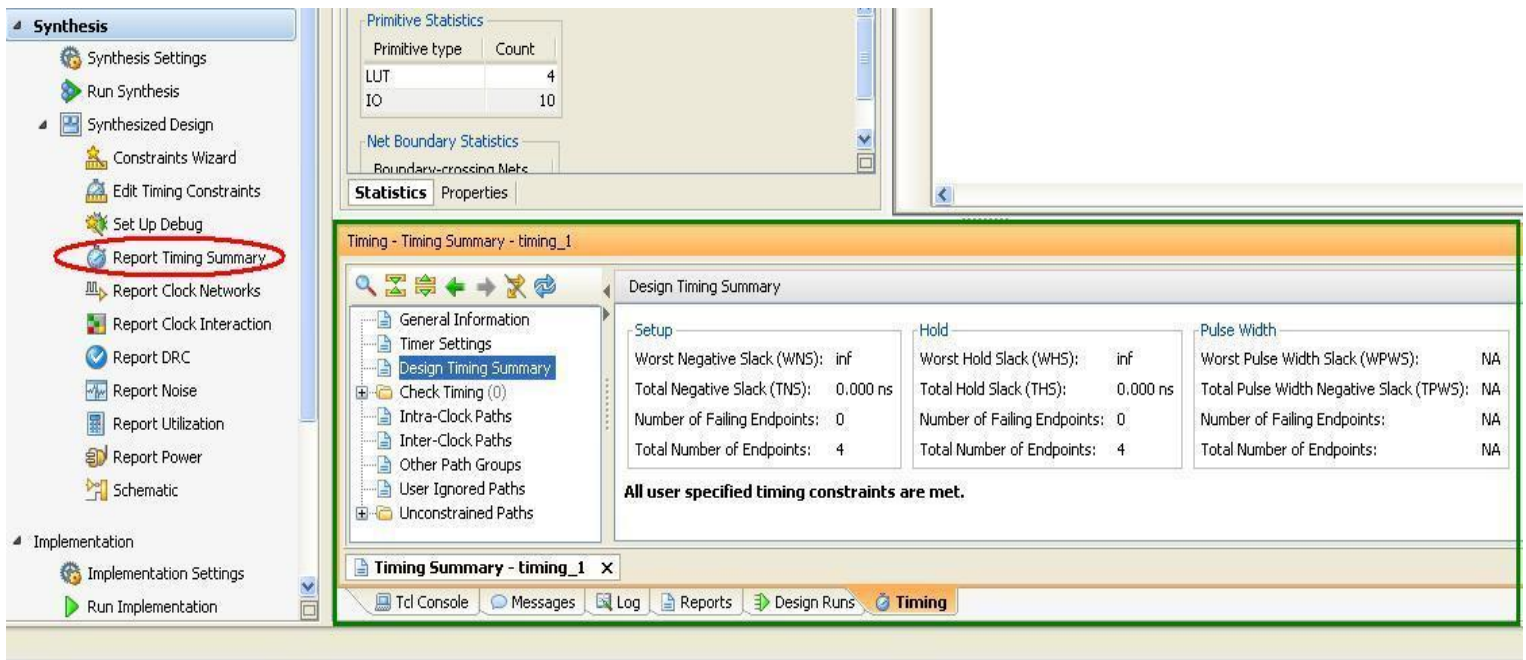 Synthesis
Synthesis Settings
Run Synthesis
Synthesized Design
Constraints Wizard
Edit Timing Constraints
Set Up Debug
Report Timing Summary
Report Clock Networks
Report Clock Interaction
Report DRC
Report Noise
Report Utilization
Report Power
Schematic
Implementation
Implementation Settings
Run Implementation
Primitive Statistics
Primitive type Count
LUT 4
IO 10
Net Boundary Statistics
Boundary-crossing Nets
Statistics Properties
Timing - Timing Summary - timing_1
General Information
Timer Settings
Design Timing Summary
Check Timing (0)
Intra-Clock Paths
Inter-Clock Paths
Other Path Groups
User Ignored Paths
Unconstrained Paths
Design Timing Summary
Setup
Worst Negative Slack (WNS): inf
Total Negative Slack (TNS): 0.000 ns
Number of Failing Endpoints: 0
Total Number of Endpoints: 4
Hold
Worst Hold Slack (WHS): inf
Total Hold Slack (THS): 0.000 ns
Number of Failing Endpoints: 0
Total Number of Endpoints: 4
Pulse Width
Worst Pulse Width Slack (WPWS): NA
Total Pulse Width Negative Slack (TPWS): NA
Number of Failing Endpoints: NA
Total Number of Endpoints: NA
All user specified timing constraints are met.
Timing Summary - timing_1
Tcl Console Messages Log Reports Design Runs Timing